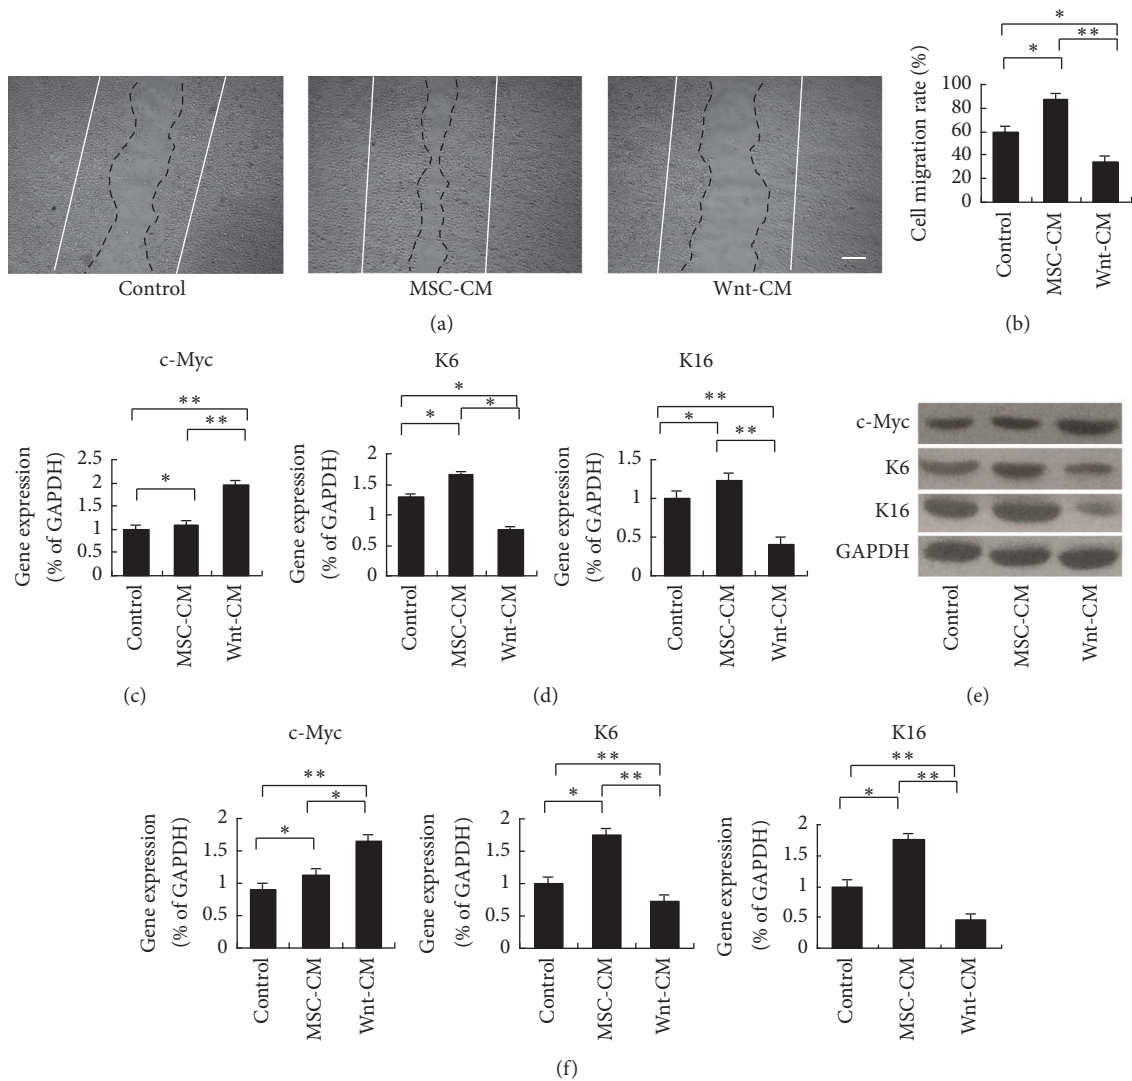 Control
MSC-CM
Wnt-CM
(a)
Cell migration rate (%)
*
**
*
100
80
60
40
20
0
Control
MSC-CM
Wnt-CM
(b)
c-Myc
**
**
*
Gene expression
(% of GAPDH)
2.5
2
1.5
1
0.5
0
Control
MSC-CM
Wnt-CM
(c)
K6
*
*
*
Gene expression
(% of GAPDH)
2
1.5
1
0.5
0
Control
MSC-CM
Wnt-CM
K16
**
*
**
Gene expression
(% of GAPDH)
1.5
1
0.5
0
Control
MSC-CM
Wnt-CM
(d)
c-Myc
K6
K16
GAPDH
Control
MSC-CM
Wnt-CM
(e)
c-Myc
**
*
*
Gene expression
(% of GAPDH)
2
1.5
1
0.5
0
Control
MSC-CM
Wnt-CM
K6
**
**
*
Gene expression
(% of GAPDH)
2
1.5
1
0.5
0
Control
MSC-CM
Wnt-CM
K16
**
**
*
Gene expression
(% of GAPDH)
2
1.5
1
0.5
0
Control
MSC-CM
Wnt-CM
(f)